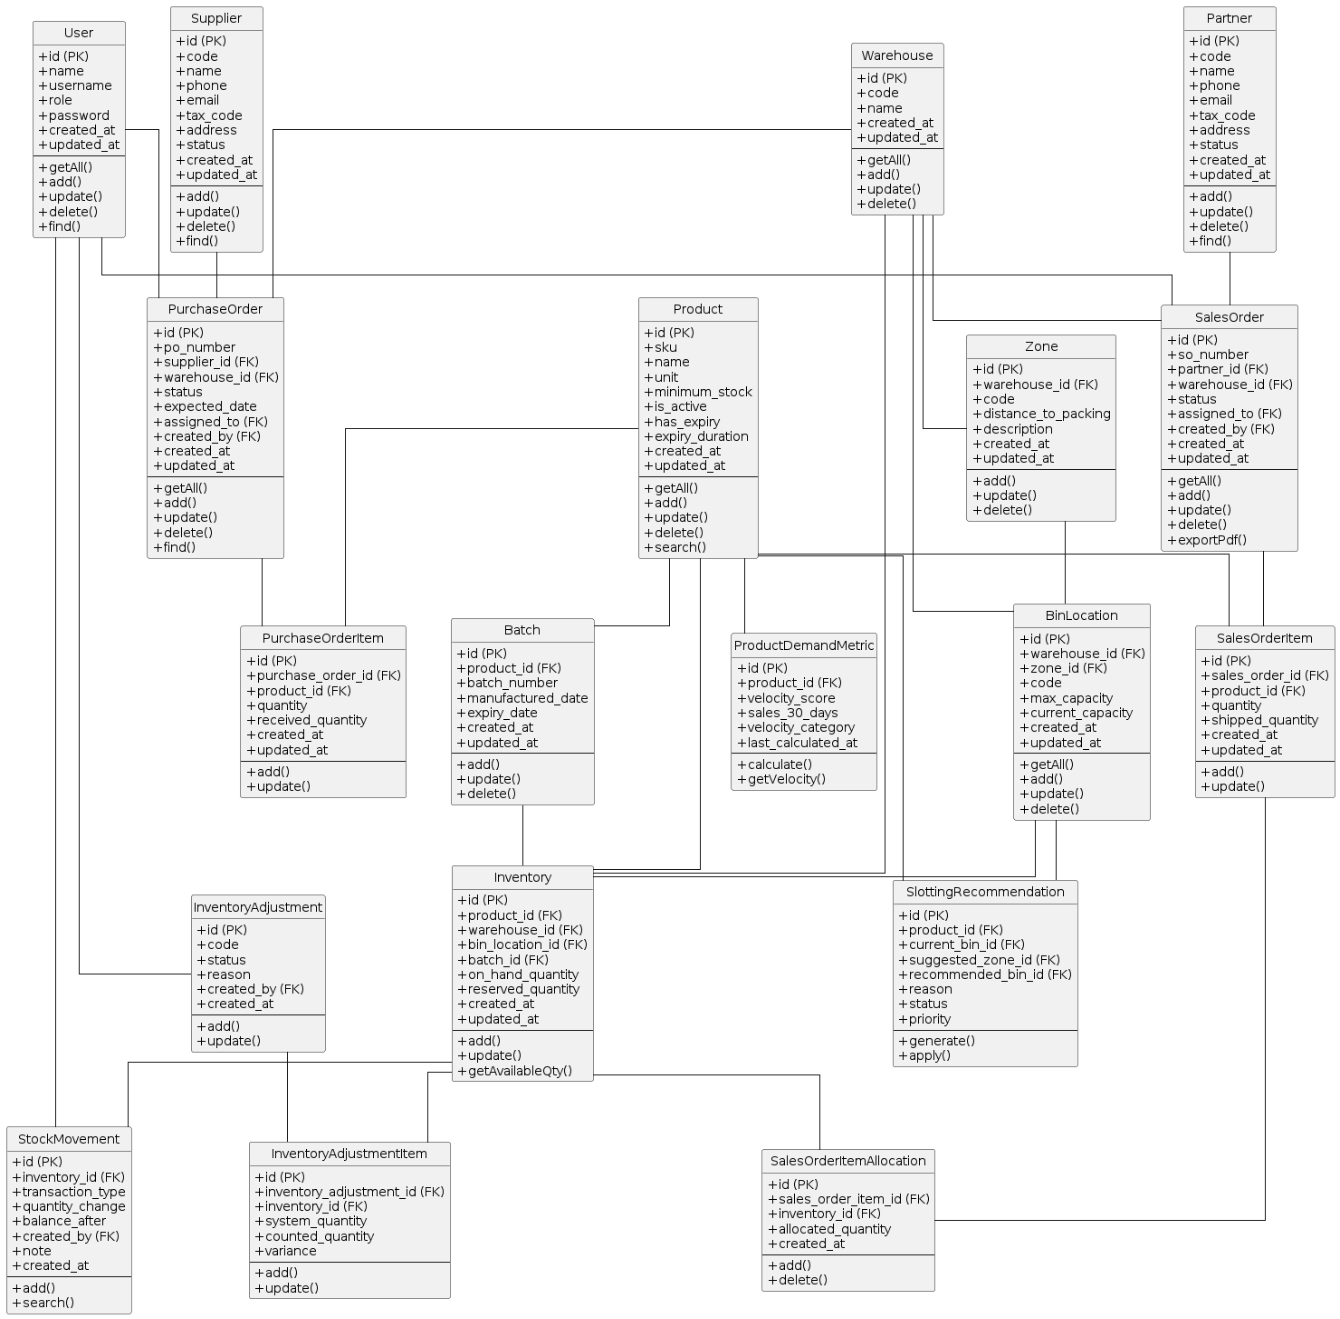 User
+id (PK)
+name
+username
+role
+password
+created_at
+updated_at
+getAll()
+add()
+update()
+delete()
+find()
Supplier
+id (PK)
+code
+name
+phone
+email
+tax_code
+address
+status
+created_at
+updated_at
+add()
+update()
+delete()
+find()
Warehouse
+id (PK)
+code
+name
+created_at
+updated_at
+getAll()
+add()
+update()
+delete()
Partner
+id (PK)
+code
+name
+phone
+email
+tax_code
+address
+status
+created_at
+updated_at
+add()
+update()
+delete()
+find()
PurchaseOrder
+id (PK)
+po_number
+supplier_id (FK)
+warehouse_id (FK)
+status
+expected_date
+assigned_to (FK)
+created_by (FK)
+created_at
+updated_at
+getAll()
+add()
+update()
+delete()
+find()
Product
+id (PK)
+sku
+name
+unit
+minimum_stock
+is_active
+has_expiry
+expiry_duration
+created_at
+updated_at
+getAll()
+add()
+update()
+delete()
+search()
Zone
+id (PK)
+warehouse_id (FK)
+code
+distance_to_packing
+description
+created_at
+updated_at
+add()
+update()
+delete()
SalesOrder
+id (PK)
+so_number
+partner_id (FK)
+warehouse_id (FK)
+status
+assigned_to (FK)
+created_by (FK)
+created_at
+updated_at
+getAll()
+add()
+update()
+delete()
+exportPdf()
PurchaseOrderItem
+id (PK)
+purchase_order_id (FK)
+product_id (FK)
+quantity
+received_quantity
+created_at
+updated_at
+add()
+update()
Batch
+id (PK)
+product_id (FK)
+batch_number
+manufactured_date
+expiry_date
+created_at
+updated_at
+add()
+update()
+delete()
ProductDemandMetric
+id (PK)
+product_id (FK)
+velocity_score
+sales_30_days
+velocity_category
+last_calculated_at
+calculate()
+getVelocity()
BinLocation
+id (PK)
+warehouse_id (FK)
+zone_id (FK)
+code
+max_capacity
+current_capacity
+created_at
+updated_at
+getAll()
+add()
+update()
+delete()
SalesOrderItem
+id (PK)
+sales_order_id (FK)
+product_id (FK)
+quantity
+shipped_quantity
+created_at
+updated_at
+add()
+update()
InventoryAdjustment
+id (PK)
+code
+status
+reason
+created_by (FK)
+created_at
+add()
+update()
Inventory
+id (PK)
+product_id (FK)
+warehouse_id (FK)
+bin_location_id (FK)
+batch_id (FK)
+on_hand_quantity
+reserved_quantity
+created_at
+updated_at
+add()
+update()
+getAvailableQty()
SlottingRecommendation
+id (PK)
+product_id (FK)
+current_bin_id (FK)
+suggested_zone_id (FK)
+recommended_bin_id (FK)
+reason
+status
+priority
+generate()
+apply()
StockMovement
+id (PK)
+inventory_id (FK)
+transaction_type
+quantity_change
+balance_after
+created_by (FK)
+note
+created_at
+add()
+search()
InventoryAdjustmentItem
+id (PK)
+inventory_adjustment_id (FK)
+inventory_id (FK)
+system_quantity
+counted_quantity
+variance
+add()
+update()
SalesOrderItemAllocation
+id (PK)
+sales_order_item_id (FK)
+inventory_id (FK)
+allocated_quantity
+created_at
+add()
+delete()